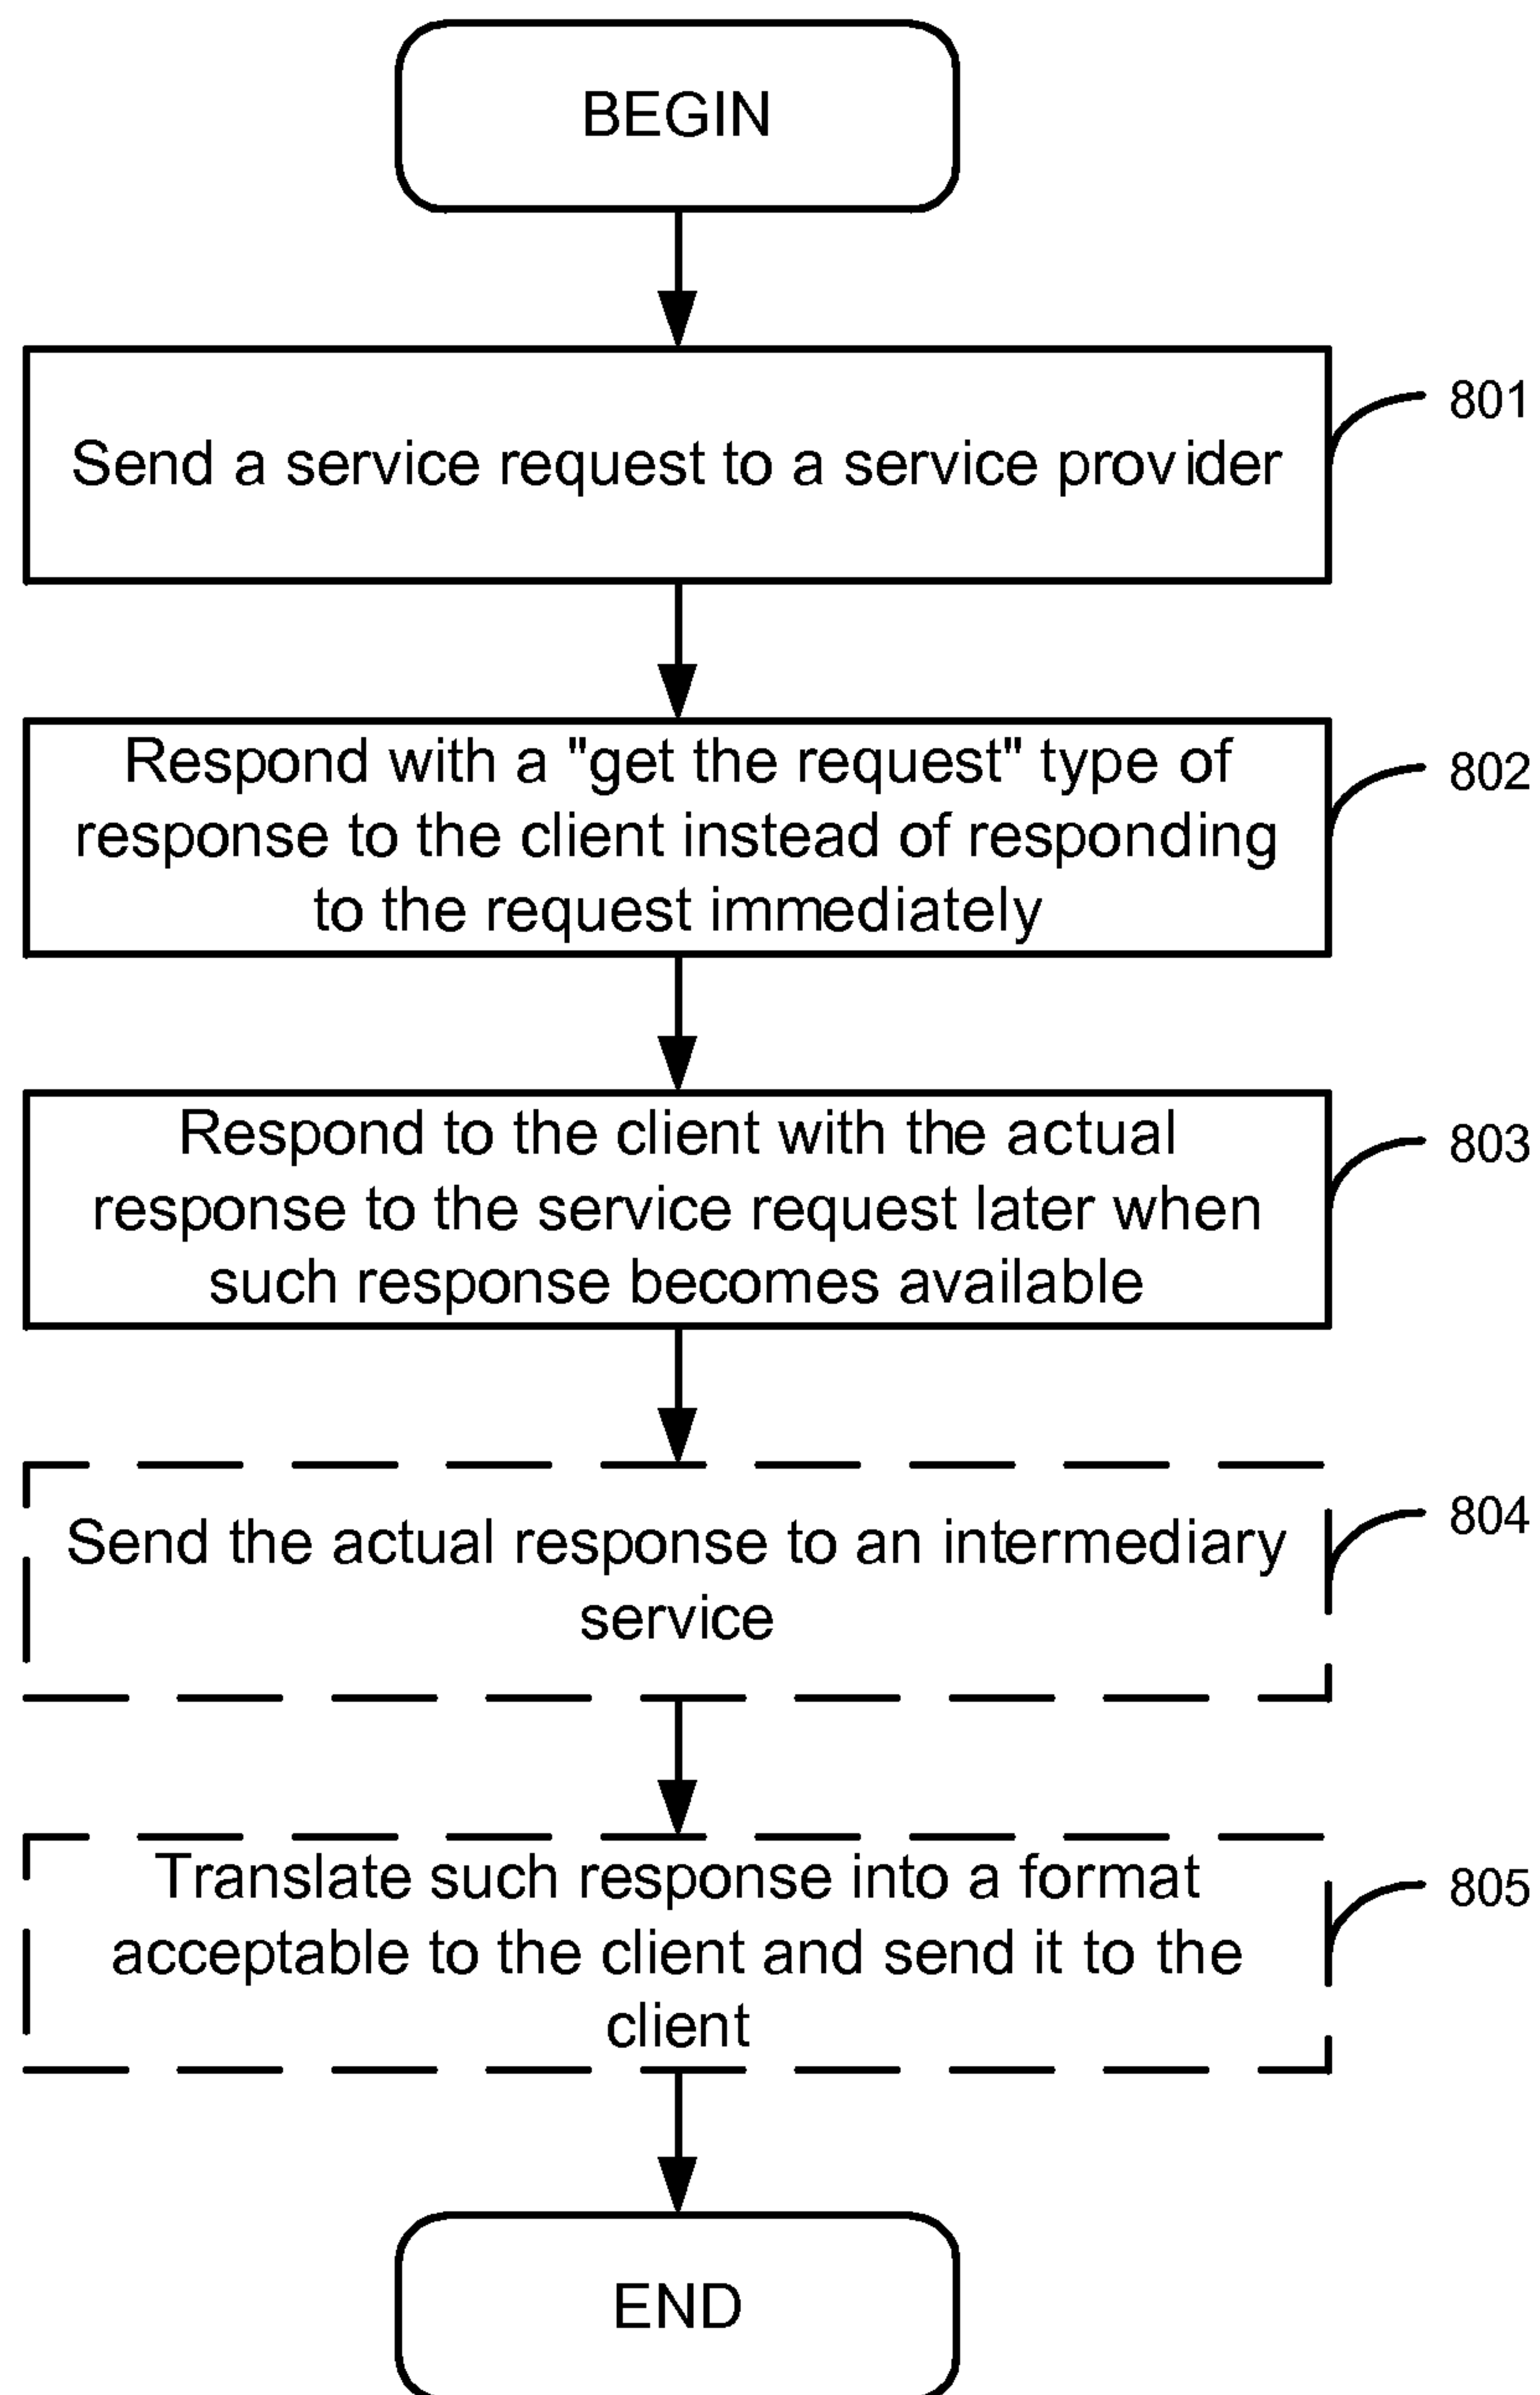 BEGIN
Send a service request to a service provider
801
Respond with a "get the request" type of
response to the client instead of responding
to the request immediately
802
Respond to the client with the actual
response to the service request later when
such response becomes available
803
Send the actual response to an intermediary
service
804
Translate such response into a format
acceptable to the client and send it to the
client
805
END